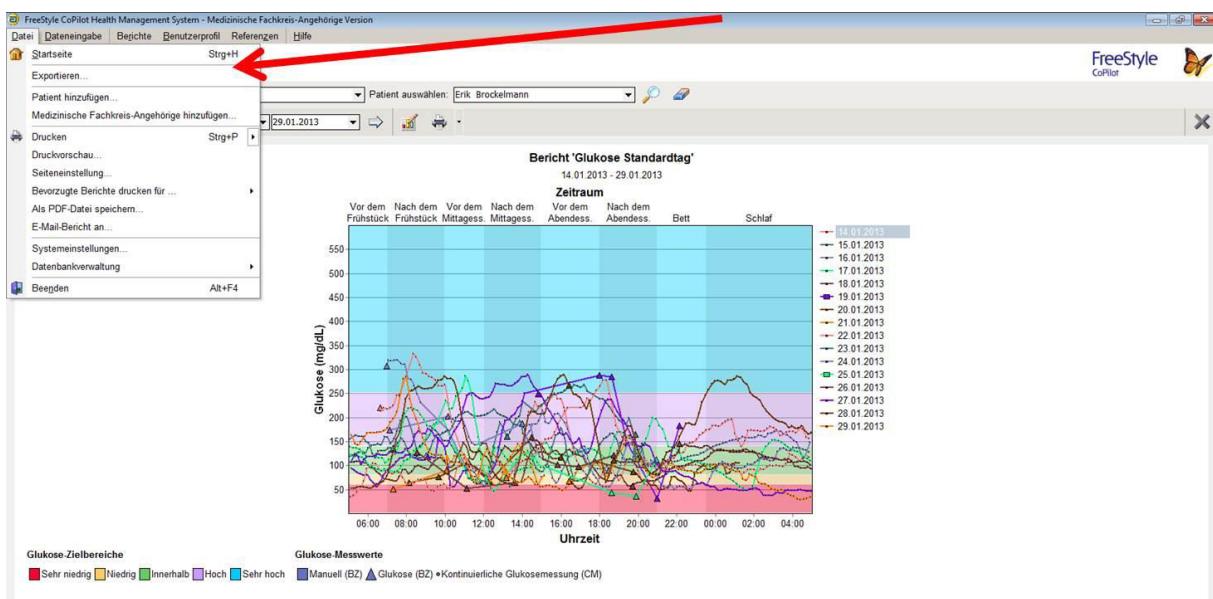 FreeStyle CoPilot Health Management System - Medizinische Fachkreis-Angehörige Version
Datei Dateneingabe Berichte Benutzerprofil Referenzen Hilfe
Startseite Strg+H
Exportieren...
Patient hinzufügen...
Medizinische Fachkreis-Angehörige hinzufügen...
Drucken Strg+P
Druckvorschau...
Seiteneinstellung...
Bevorzugte Berichte drucken für ...
Als PDF-Datei speichern...
E-Mail-Bericht an...
Systemeinstellungen...
Datenbankverwaltung
Beenden Alt+F4
FreeStyle
CoPilot
Patient auswählen: Erik Brockelmann
29.01.2013
Bericht 'Glukose Standardtag'
14.01.2013 - 29.01.2013
Zeitraum
Vor dem Nach dem Vor dem Nach dem Vor dem Nach dem
Frühstück Frühstück Mittagess. Mittagess. Abendess. Abendess. Bett Schlaf
550
500
450
400
350
300
250
200
150
100
50
Glukose (mg/dL)
06:00 08:00 10:00 12:00 14:00 16:00 18:00 20:00 22:00 00:00 02:00 04:00
Uhrzeit
14.01.2013
15.01.2013
16.01.2013
17.01.2013
18.01.2013
19.01.2013
20.01.2013
21.01.2013
22.01.2013
23.01.2013
24.01.2013
25.01.2013
26.01.2013
27.01.2013
28.01.2013
29.01.2013
Glukose-Zielbereiche
Sehr niedrig Niedrig Innerhalb Hoch Sehr hoch
Glukose-Messwerte
Manuell (BZ) Glukose (BZ) Kontinuierliche Glukosemessung (CM)